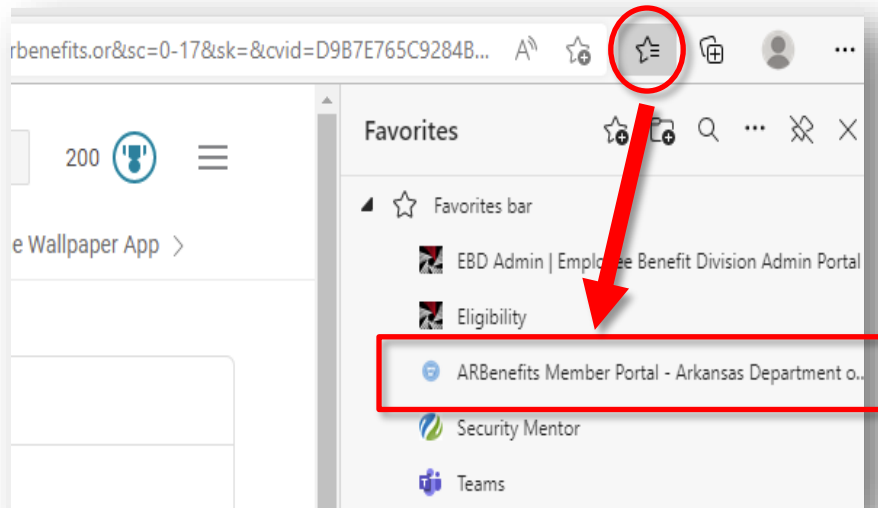 rbenefits.or&sc=0-17&sk=&cvid=D9B7E765C9284B...
200
Favorites
e Wallpaper App >
Favorites bar
EBD Admin | Employee Benefit Division Admin Portal
Eligibility
ARBenefits Member Portal - Arkansas Department o...
Security Mentor
Teams